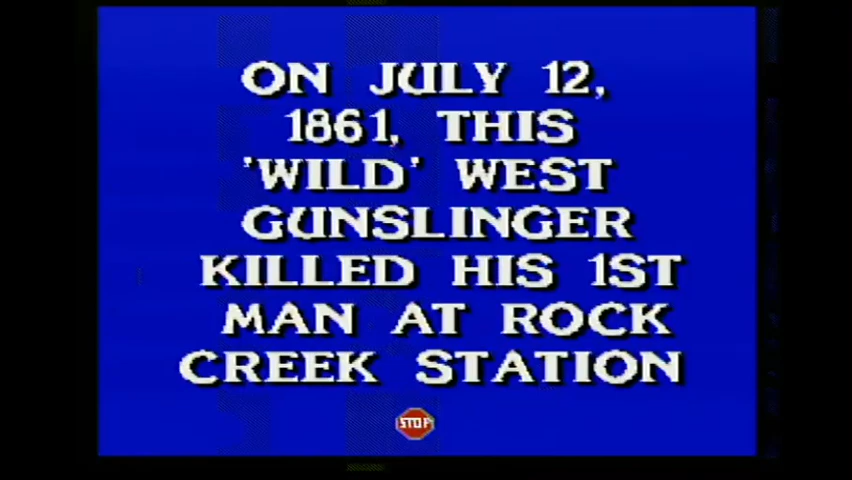 ON JULY 12,
1861, THIS
'WILD' WEST
GUNSLINGER
KILLED HIS 1ST
MAN AT ROCK
CREEK STATION
STOP